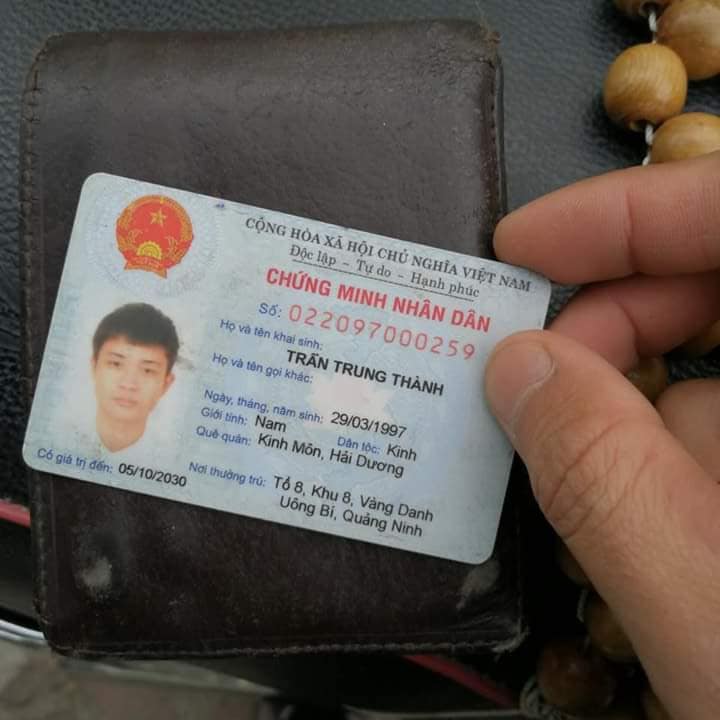 CỘNG HÒA XÃ HỘI CHỦ NGHĨA VIỆT NAM
Độc lập - Tự do - Hạnh phúc
CHỨNG MINH NHÂN DÂN
Số: 022097000259
Họ và tên khai sinh:
TRẦN TRUNG THÀNH
Họ và tên gọi khác:
Ngày, tháng, năm sinh: 29/03/1997
Giới tính: Nam Dân tộc: Kinh
Quê quán: Kinh Môn, Hải Dương
Có giá trị đến: 05/10/2030
Nơi thường trú: Tổ 8, Khu 8, Vàng Danh
Uông Bí, Quảng Ninh